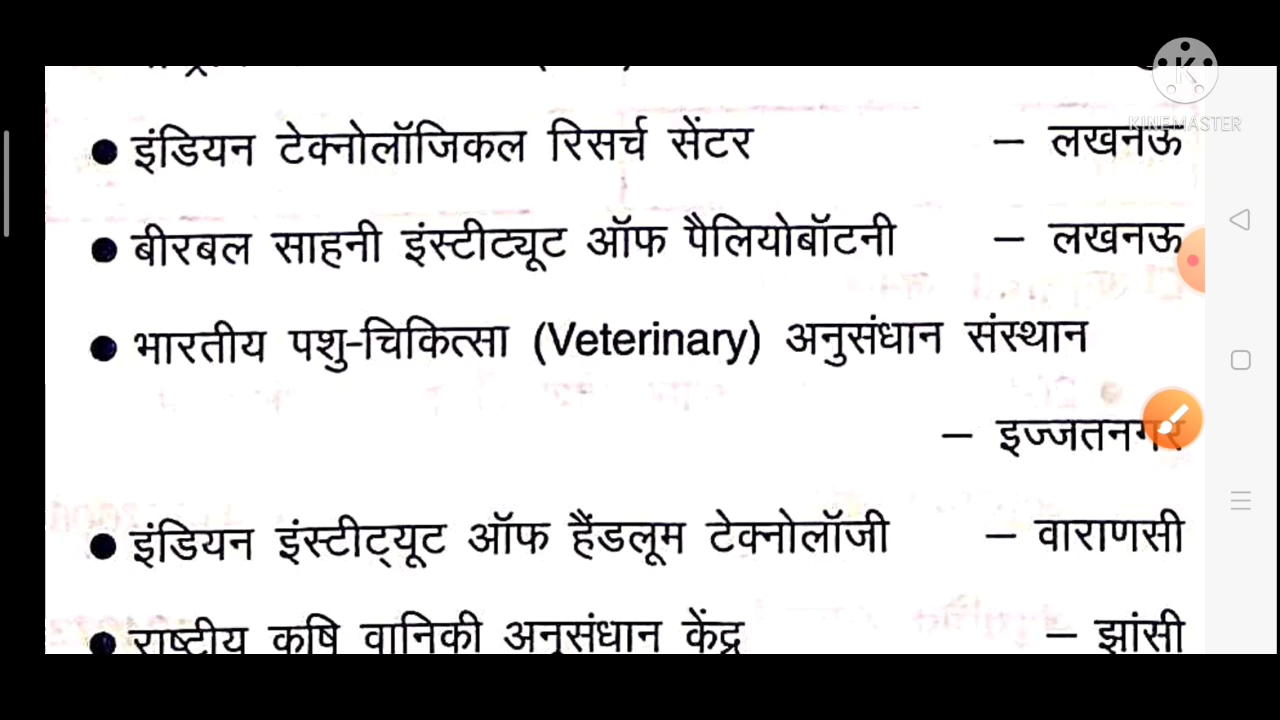 KINEMASTER
● इंडियन टेक्नोलॉजिकल रिसर्च सेंटर – लखनऊ
● बीरबल साहनी इंस्टीट्यूट ऑफ पैलियोबॉटनी – लखनऊ
● भारतीय पशु-चिकित्सा (Veterinary) अनुसंधान संस्थान
– इज्जतनगर
● इंडियन इंस्टीट्यूट ऑफ हैंडलूम टेक्नोलॉजी – वाराणसी
● राष्ट्रीय कृषि वानिकी अनुसंधान केंद्र – झांसी